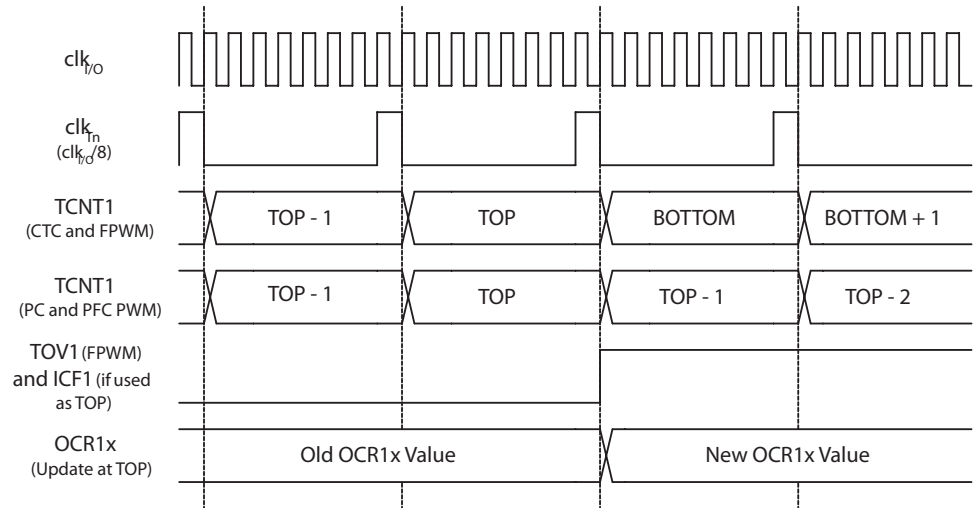 clkI/O
clkTn
(clkI/O/8)
TCNT1
(CTC and FPWM)
TOP - 1
TOP
BOTTOM
BOTTOM + 1
TCNT1
(PC and PFC PWM)
TOP - 1
TOP
TOP - 1
TOP - 2
TOV1 (FPWM)
and ICF1 (if used
as TOP)
OCR1x
(Update at TOP)
Old OCR1x Value
New OCR1x Value